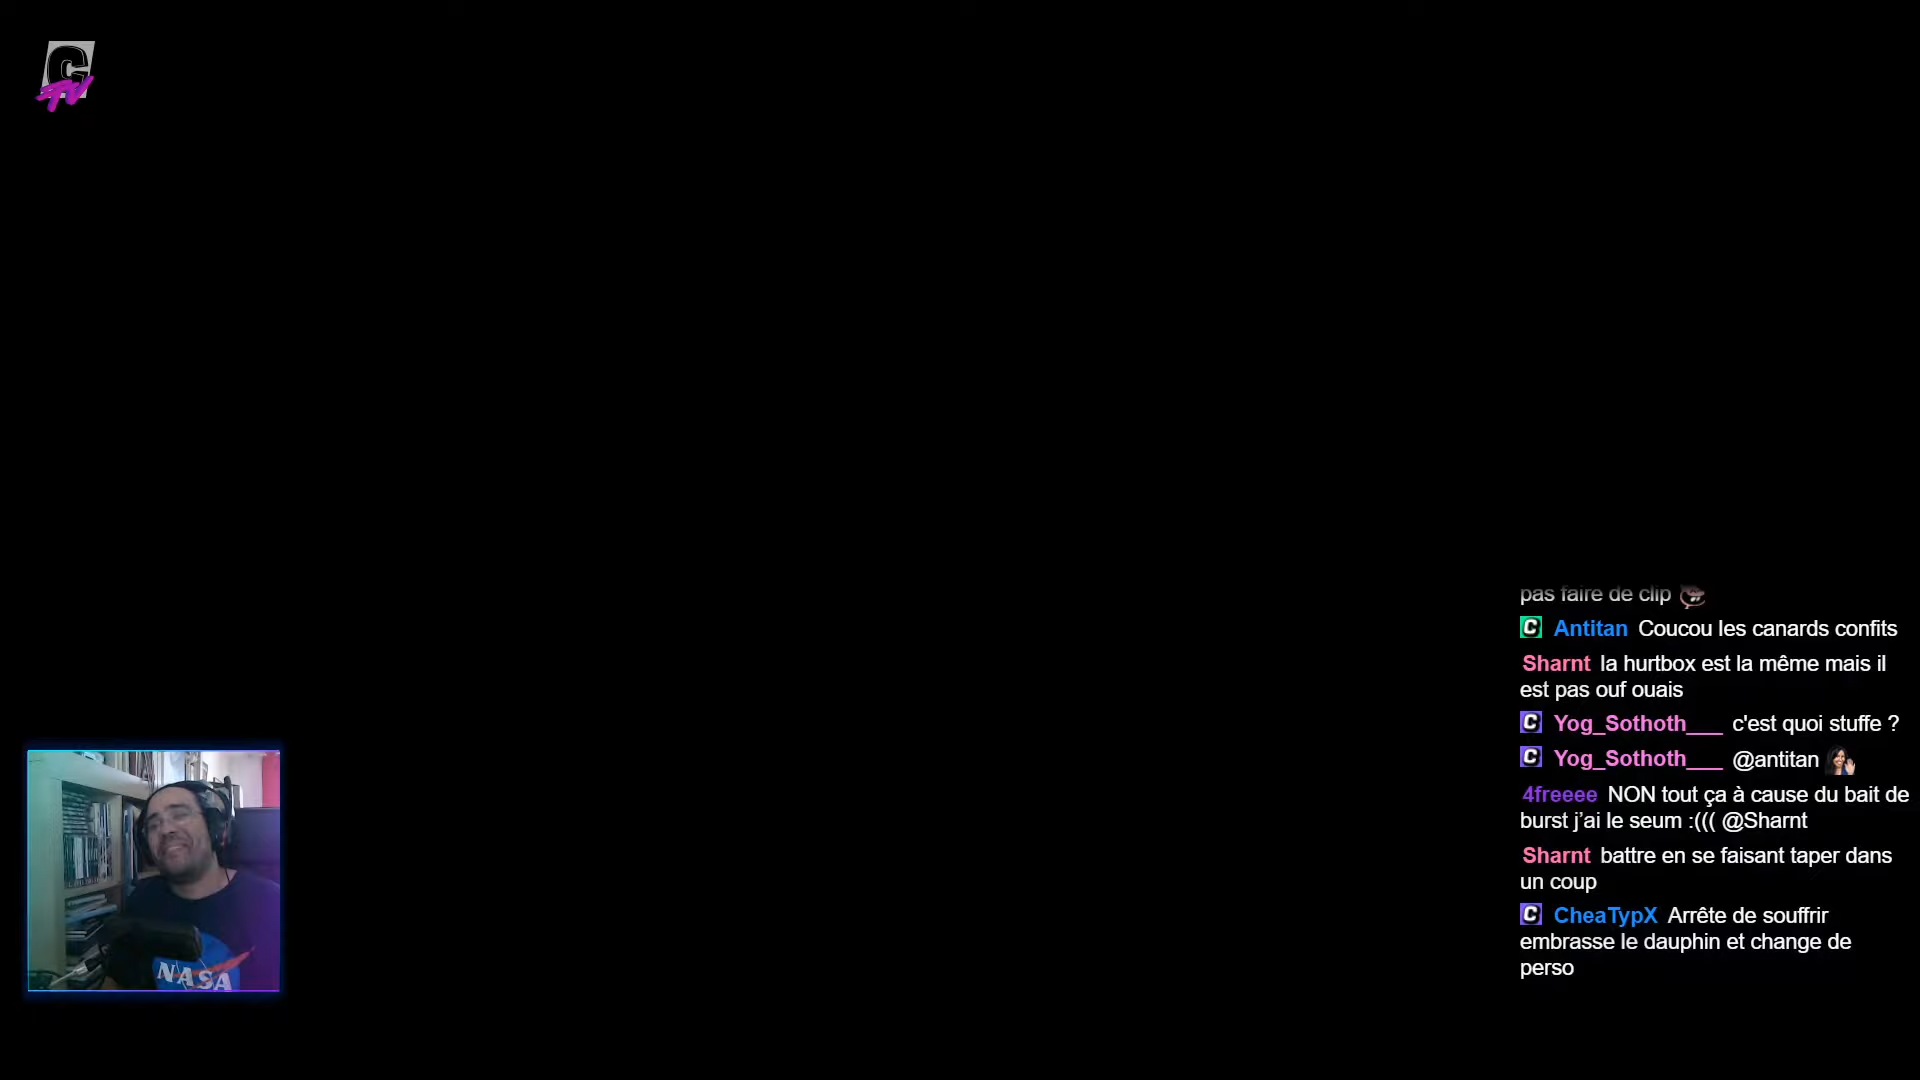 C
TV
pas faire de clip
Antitan Coucou les canards confits
Sharnt la hurtbox est la même mais il
est pas ouf ouais
Yog_Sothoth___ c'est quoi stuffe ?
Yog_Sothoth___ @antitan
4freeee NON tout ça à cause du bait de
burst j’ai le seum :((( @Sharnt
Sharnt battre en se faisant taper dans
un coup
CheaTypX Arrête de souffrir
embrasse le dauphin et change de
perso
NASA